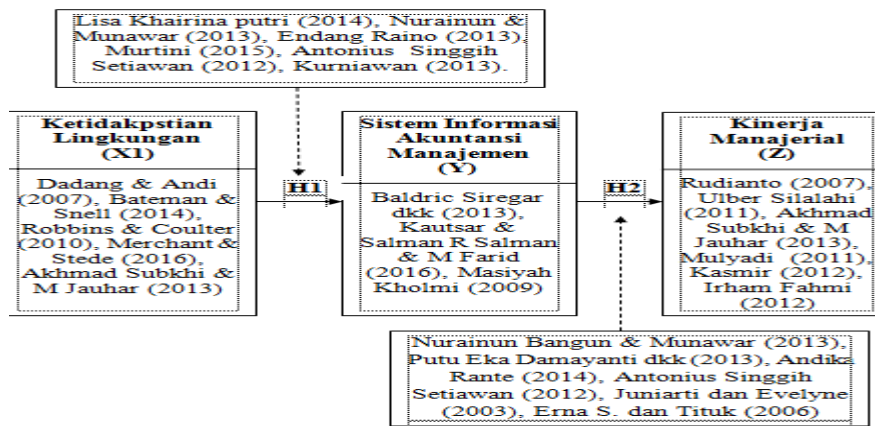 Lisa Khairina putri (2014), Nurainun &
Munawar (2013), Endang Raino (2013),
Murtini (2015), Antonius Singgih
Setiawan (2012), Kurniawan (2013).
Ketidakpstian
Lingkungan
(X1)
Dadang & Andi
(2007), Bateman &
Snell (2014),
Robbins & Coulter
(2010), Merchant &
Stede (2016),
Akhmad Subkhi &
M Jauhar (2013)
H1
Sistem Informasi
Akuntansi
Manajemen
(Y)
Baldric Siregar
dkk (2013),
Kautsar &
Salman R Salman
& M Farid
(2016), Masiyah
Kholmi (2009)
H2
Kinerja
Manajerial
(Z)
Rudianto (2007),
Ulber Silalahi
(2011), Akhmad
Subkhi & M
Jauhar (2013),
Mulyadi (2011),
Kasmir (2012),
Irham Fahmi
(2012)
Nurainun Bangun & Munawar (2013),
Putu Eka Damayanti dkk (2013), Andika
Rante (2014), Antonius Singgih
Setiawan (2012), Juniarti dan Evelyne
(2003), Erna S. dan Tituk (2006)